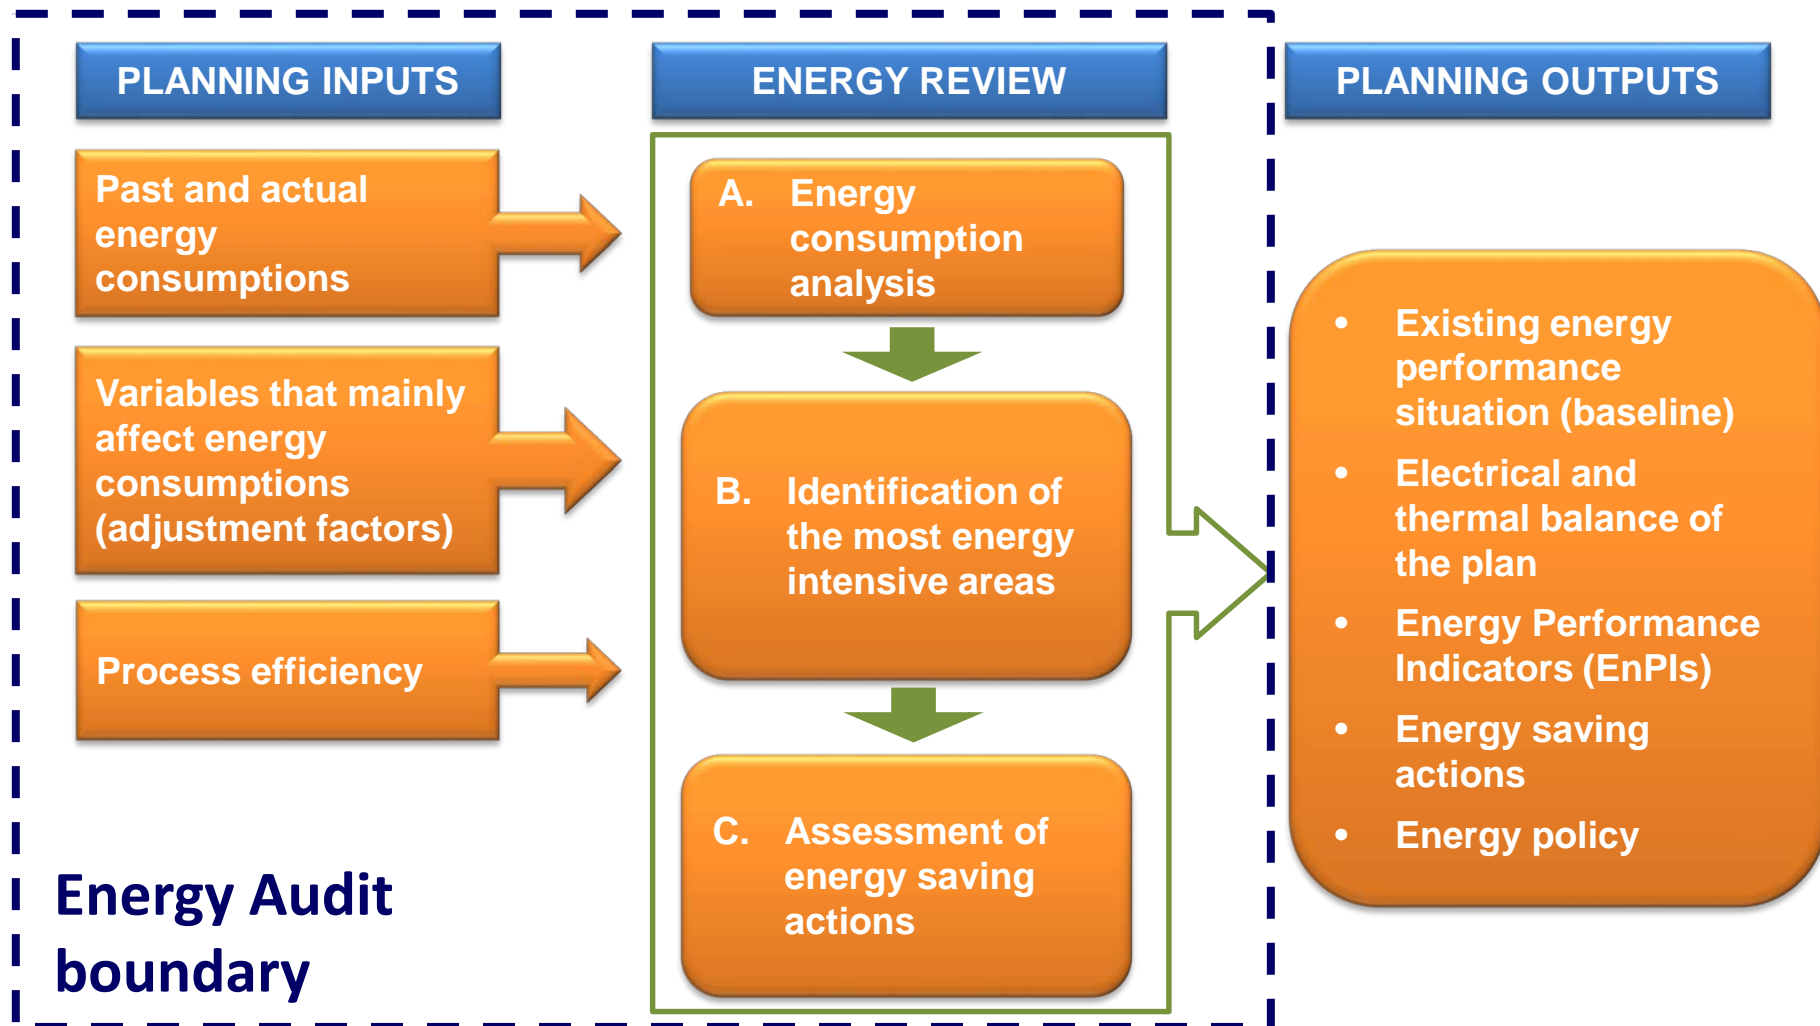 PLANNING INPUTS
Past and actual
energy
consumptions
Variables that mainly
affect energy
consumptions
(adjustment factors)
Process efficiency
Energy Audit
boundary
ENERGY REVIEW
A. Energy
consumption
analysis
B. Identification of
the most energy
intensive areas
C. Assessment of
energy saving
actions
PLANNING OUTPUTS
• Existing energy
performance
situation (baseline)
• Electrical and
thermal balance of
the plan
• Energy Performance
Indicators (EnPIs)
• Energy saving
actions
• Energy policy